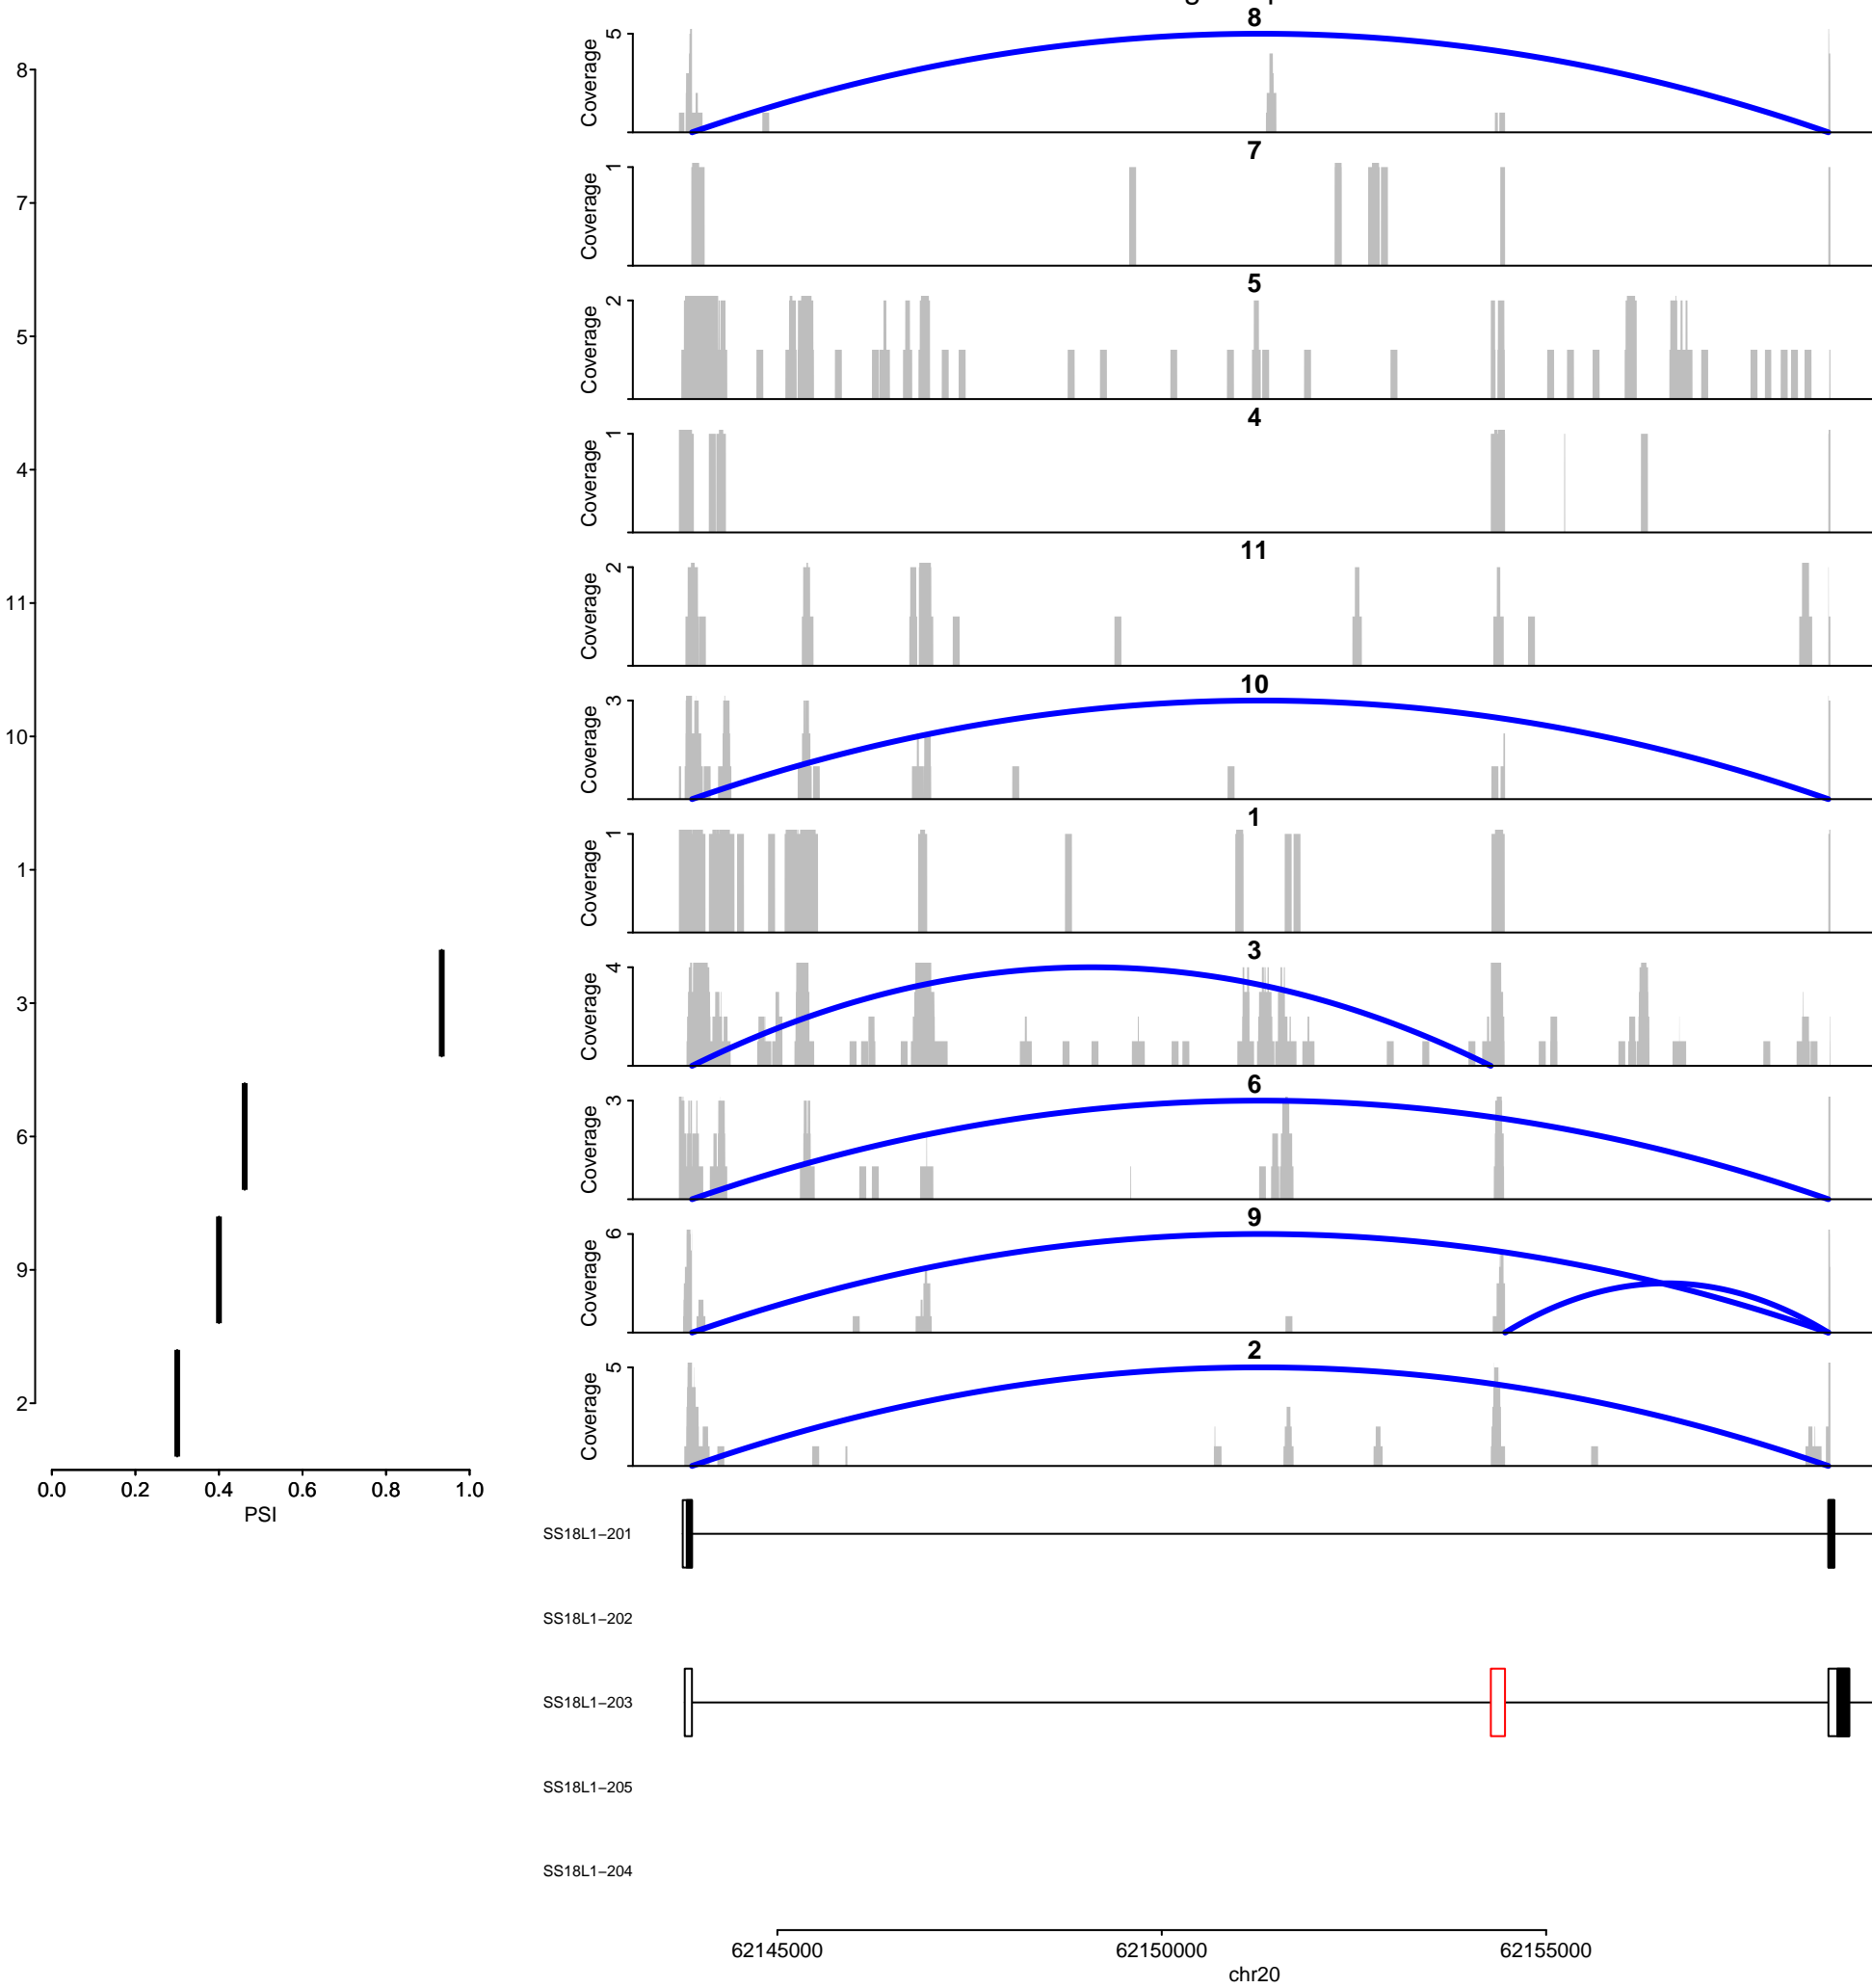 8
5
Coverage
8
7
1
Coverage
7
5
2
Coverage
5
4
1
Coverage
4
11
2
Coverage
11
10
3
Coverage
10
1
1
Coverage
1
3
4
Coverage
3
6
3
Coverage
6
9
6
Coverage
9
2
5
Coverage
2
0.0 0.2 0.4 0.6 0.8 1.0
PSI
SS18L1−201
SS18L1−202
SS18L1−203
SS18L1−205
SS18L1−204
62145000 62150000 62155000
chr20